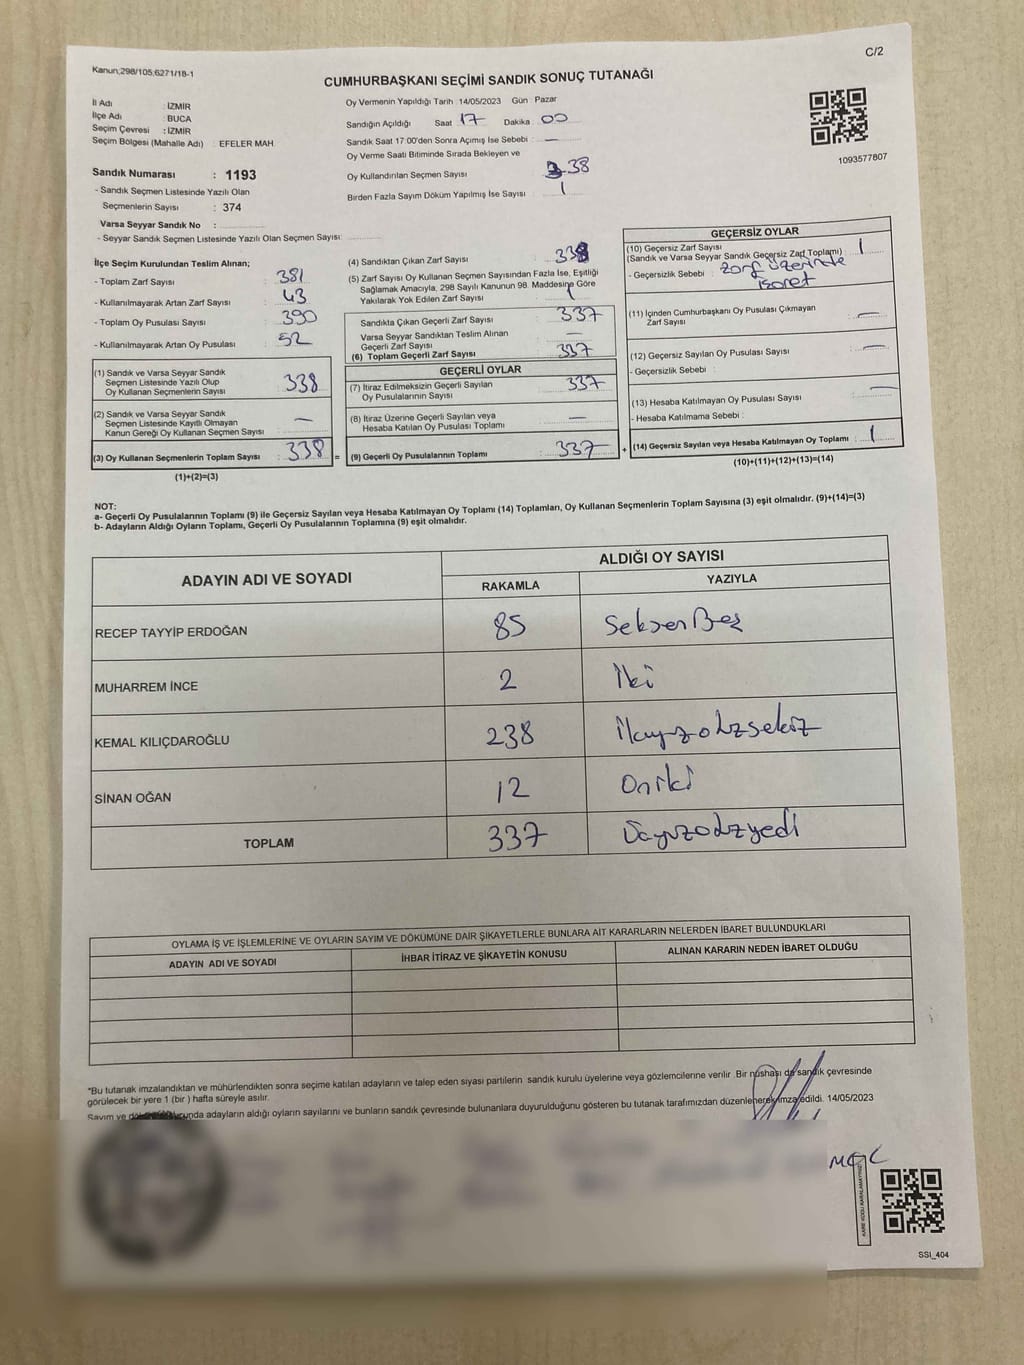 C/2
Kanun;298/105,6271/18-1
CUMHURBAŞKANI SEÇİMİ SANDIK SONUÇ TUTANAĞI
İl Adı : İZMİR
İlçe Adı : BUCA
Seçim Çevresi : İZMİR
Seçim Bölgesi (Mahalle Adı) : EFELER MAH.
Sandık Numarası : 1193
- Sandık Seçmen Listesinde Yazılı Olan
Seçmenlerin Sayısı : 374
Varsa Seyyar Sandık No :
- Seyyar Sandık Seçmen Listesinde Yazılı Olan Seçmen Sayısı:
Oy Vermenin Yapıldığı Tarih :14/05/2023 Gün : Pazar
Sandığın Açıldığı Saat : 17 Dakika : 00
Sandık Saat 17:00'den Sonra Açımış İse Sebebi : —
Oy Verme Saati Bitiminde Sırada Bekleyen ve
Oy Kullandırılan Seçmen Sayısı : 338
Birden Fazla Sayım Döküm Yapılmış İse Sayısı : 1
1093577807
İlçe Seçim Kurulundan Teslim Alınan;
- Toplam Zarf Sayısı : 381
- Kullanılmayarak Artan Zarf Sayısı : 43
- Toplam Oy Pusulası Sayısı : 390
- Kullanılmayarak Artan Oy Pusulası : 52
(1) Sandık ve Varsa Seyyar Sandık
Seçmen Listesinde Yazılı Olup
Oy Kullanan Seçmenlerin Sayısı : 338
(2) Sandık ve Varsa Seyyar Sandık
Seçmen Listesinde Kayıtlı Olmayan
Kanun Gereği Oy Kullanan Seçmen Sayısı : —
(3) Oy Kullanan Seçmenlerin Toplam Sayısı : 338 =
(1)+(2)=(3)
(4) Sandıktan Çıkan Zarf Sayısı : 338
(5) Zarf Sayısı Oy Kullanan Seçmen Sayısından Fazla İse, Eşitliği
Sağlamak Amacıyla, 298 Sayılı Kanunun 98. Maddesine Göre
Yakılarak Yok Edilen Zarf Sayısı :
Sandıkta Çıkan Geçerli Zarf Sayısı : 337
Varsa Seyyar Sandıktan Teslim Alınan
Geçerli Zarf Sayısı : —
(6) Toplam Geçerli Zarf Sayısı : 337
GEÇERLİ OYLAR
(7) İtiraz Edilmeksizin Geçerli Sayılan
Oy Pusulalarının Sayısı : 337
(8) İtiraz Üzerine Geçerli Sayılan veya
Hesaba Katılan Oy Pusulası Toplamı : —
(9) Geçerli Oy Pusulalarının Toplamı : 337 +
GEÇERSİZ OYLAR
(10) Geçersiz Zarf Sayısı
(Sandık ve Varsa Seyyar Sandık Geçersiz Zarf Toplamı) : 1
- Geçersizlik Sebebi : zarf üzerinde
işaret
(11) İçinden Cumhurbaşkanı Oy Pusulası Çıkmayan
Zarf Sayısı : —
(12) Geçersiz Sayılan Oy Pusulası Sayısı : —
- Geçersizlik Sebebi :
(13) Hesaba Katılmayan Oy Pusulası Sayısı : —
- Hesaba Katılmama Sebebi :
(14) Geçersiz Sayılan veya Hesaba Katılmayan Oy Toplamı : 1
(10)+(11)+(12)+(13)=(14)
NOT:
a- Geçerli Oy Pusulalarının Toplamı (9) ile Geçersiz Sayılan veya Hesaba Katılmayan Oy Toplamı (14) Toplamları, Oy Kullanan Seçmenlerin Toplam Sayısına (3) eşit olmalıdır. (9)+(14)=(3)
b- Adayların Aldığı Oyların Toplamı, Geçerli Oy Pusulalarının Toplamına (9) eşit olmalıdır.
ADAYIN ADI VE SOYADI
ALDIĞI OY SAYISI
RAKAMLA YAZIYLA
RECEP TAYYİP ERDOĞAN 85 SeksenBeş
MUHARREM İNCE 2 İki
KEMAL KILIÇDAROĞLU 238 İkiyüzotuzsekiz
SİNAN OĞAN 12 Oniki
TOPLAM 337 Üçyüzotuzyedi
OYLAMA İŞ VE İŞLEMLERİNE VE OYLARIN SAYIM VE DÖKÜMÜNE DAİR ŞİKAYETLERLE BUNLARA AİT KARARLARIN NELERDEN İBARET BULUNDUKLARI
ADAYIN ADI VE SOYADI İHBAR İTİRAZ VE ŞİKAYETİN KONUSU ALINAN KARARIN NEDEN İBARET OLDUĞU
*Bu tutanak imzalandıktan ve mühürlendikten sonra seçime katılan adayların ve talep eden siyasi partilerin sandık kurulu üyelerine veya gözlemcilerine verilir .Bir nüshası da sandık çevresinde
görülecek bir yere 1 (bir ) hafta süreyle asılır.
Sayım ve adayların aldığı oyların sayılarını ve bunların sandık çevresinde bulunanlara duyurulduğunu gösteren bu tutanak tarafımızdan düzenlenerek imza edildi. 14/05/2023
KARE KODU KARALAMAYINIZ
SSI_404